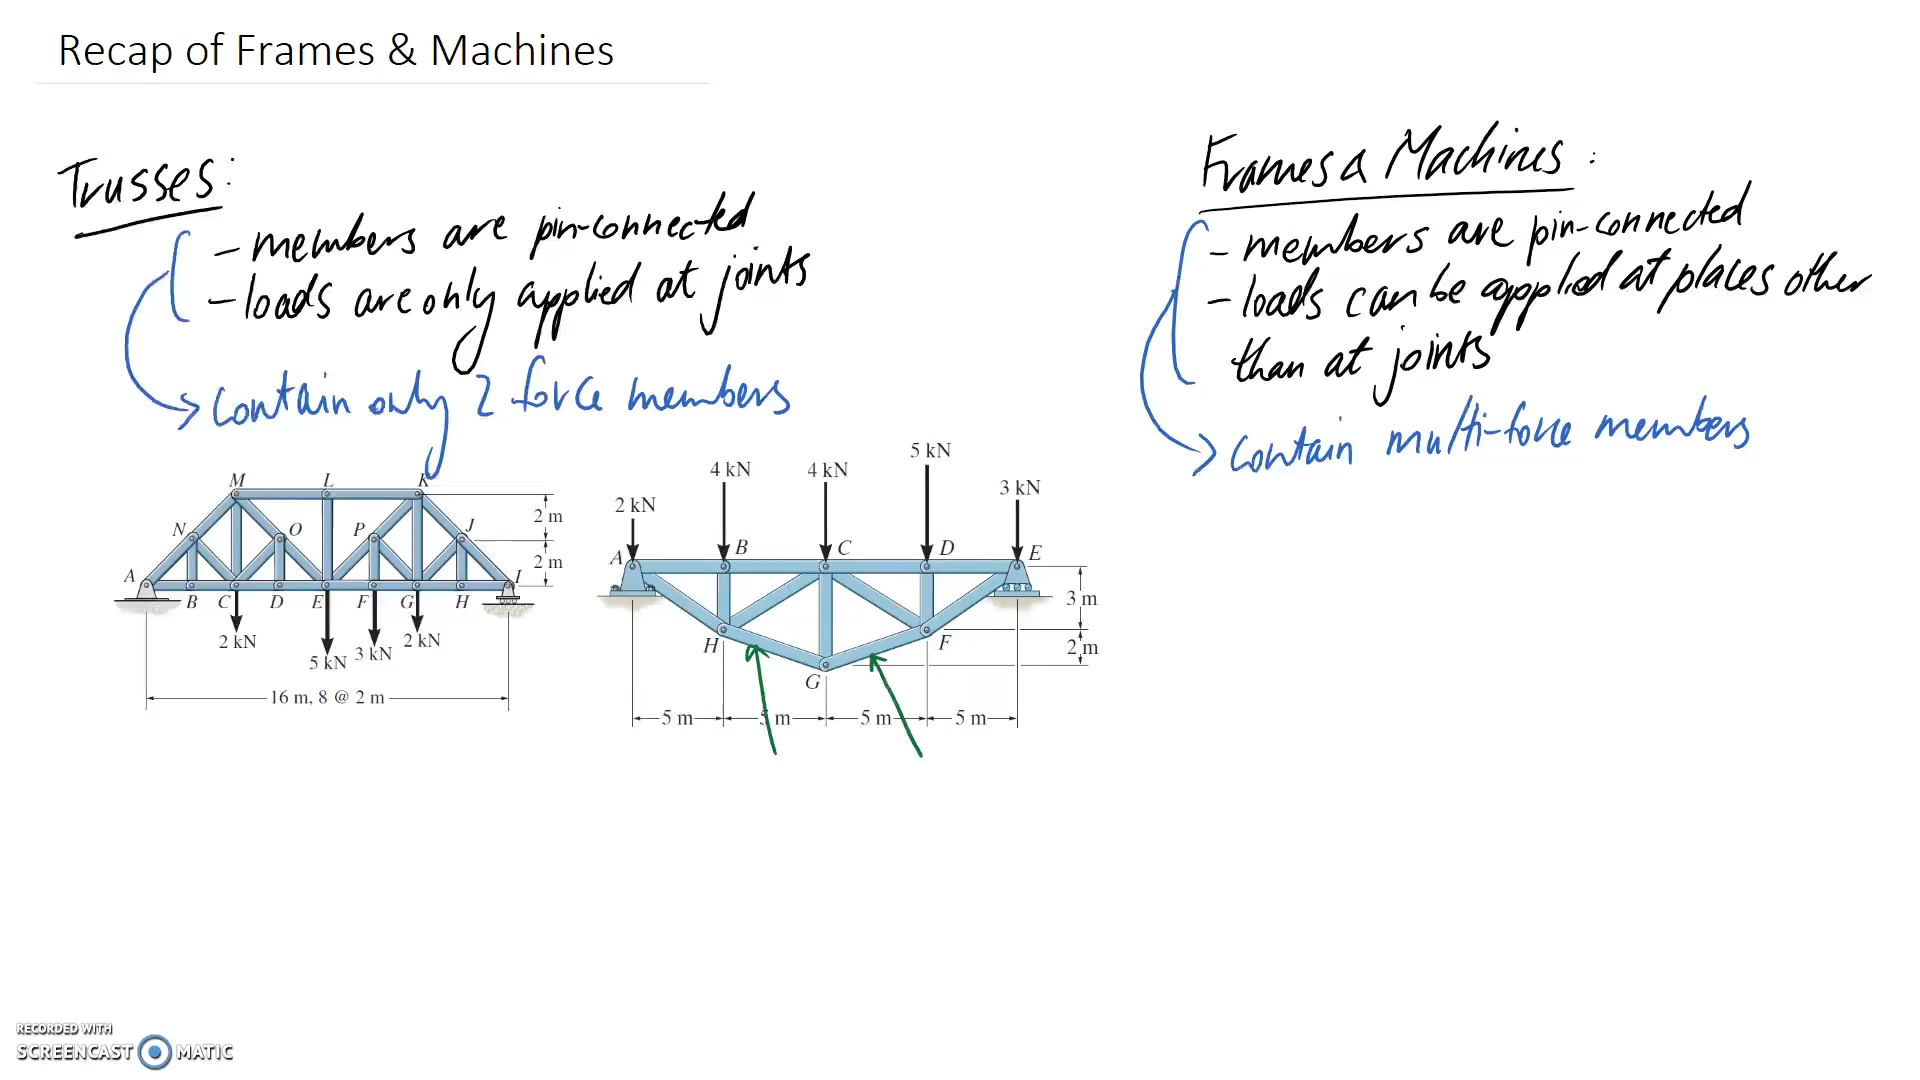 Recap of Frames & Machines
Trusses:
- members are pin-connected
- loads are only applied at joints
→ contain only 2 force members
Frames & Machines:
- members are pin-connected
- loads can be applied at places other
than at joints
→ contain multi-force members
M L K
N O P J
A I
B C D E F G H
2 kN
5 kN
3 kN
2 kN
2 m
2 m
16 m, 8 @ 2 m
2 kN
4 kN
4 kN
5 kN
3 kN
A B C D E
H F
G
3 m
2 m
5 m 5 m 5 m 5 m
RECORDED WITH
SCREENCAST MATIC